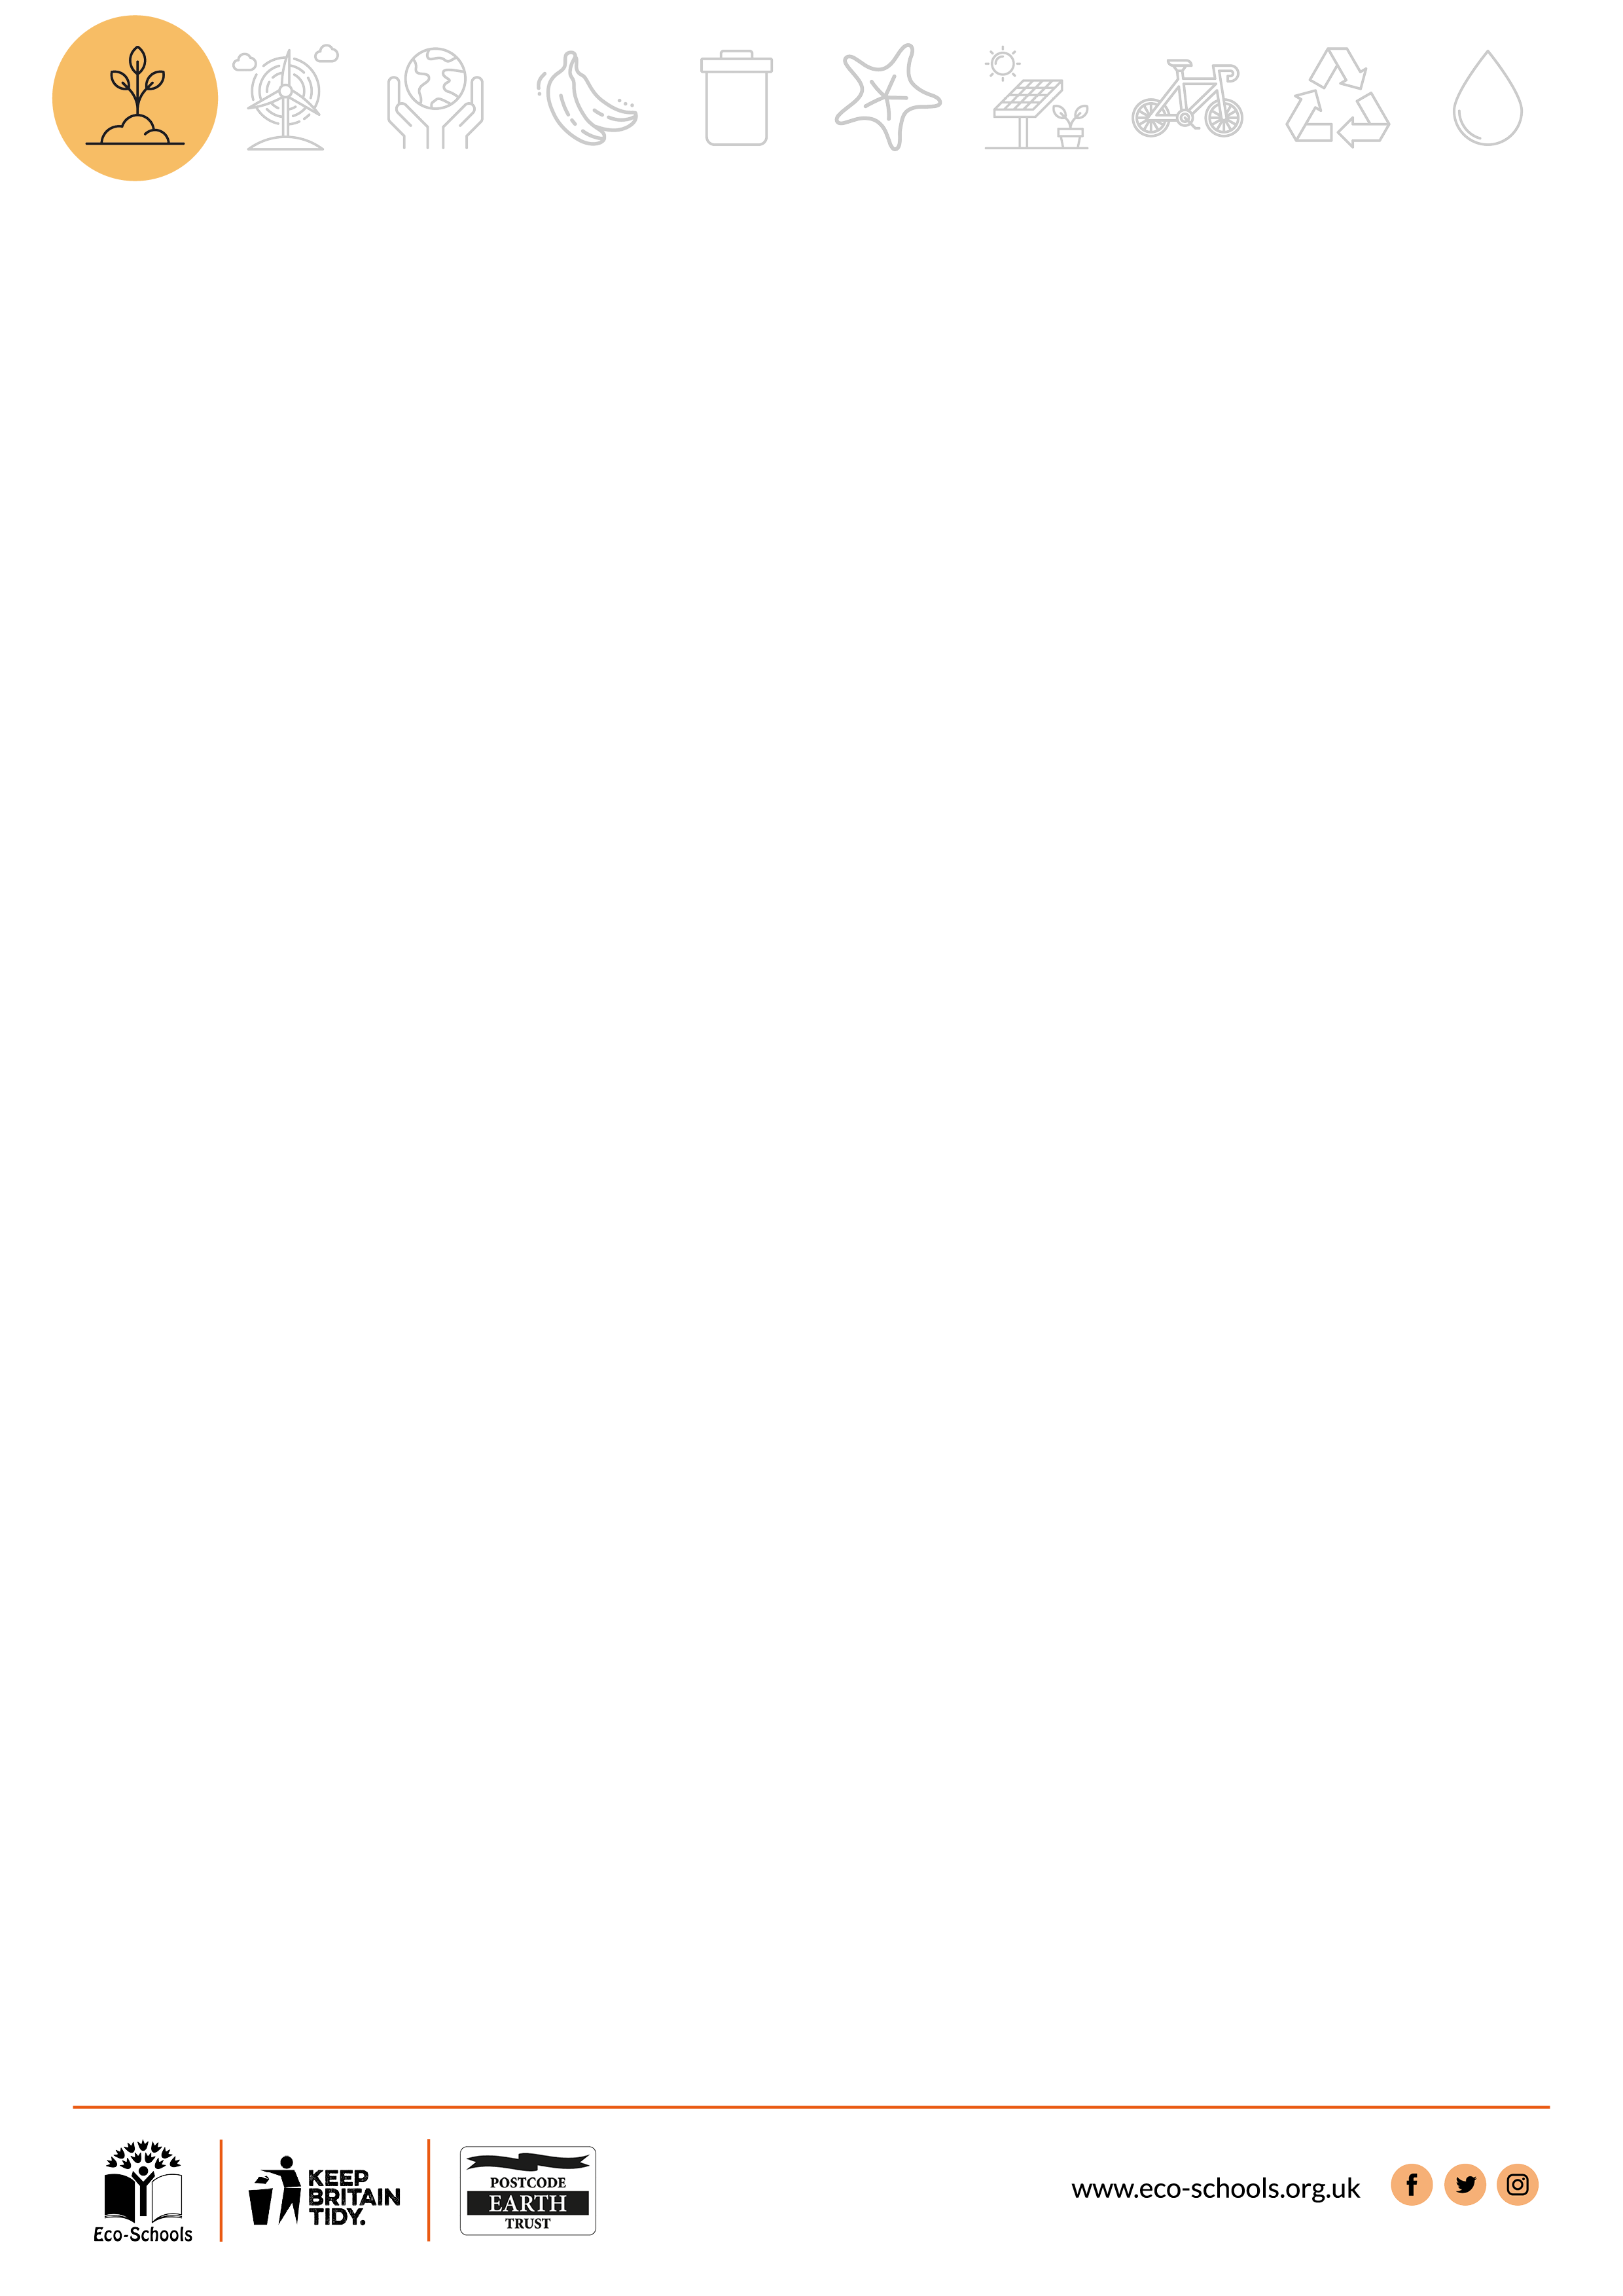 Eco-Schools
KEEP
BRITAIN
TIDY.
POSTCODE
EARTH
TRUST
www.eco-schools.org.uk